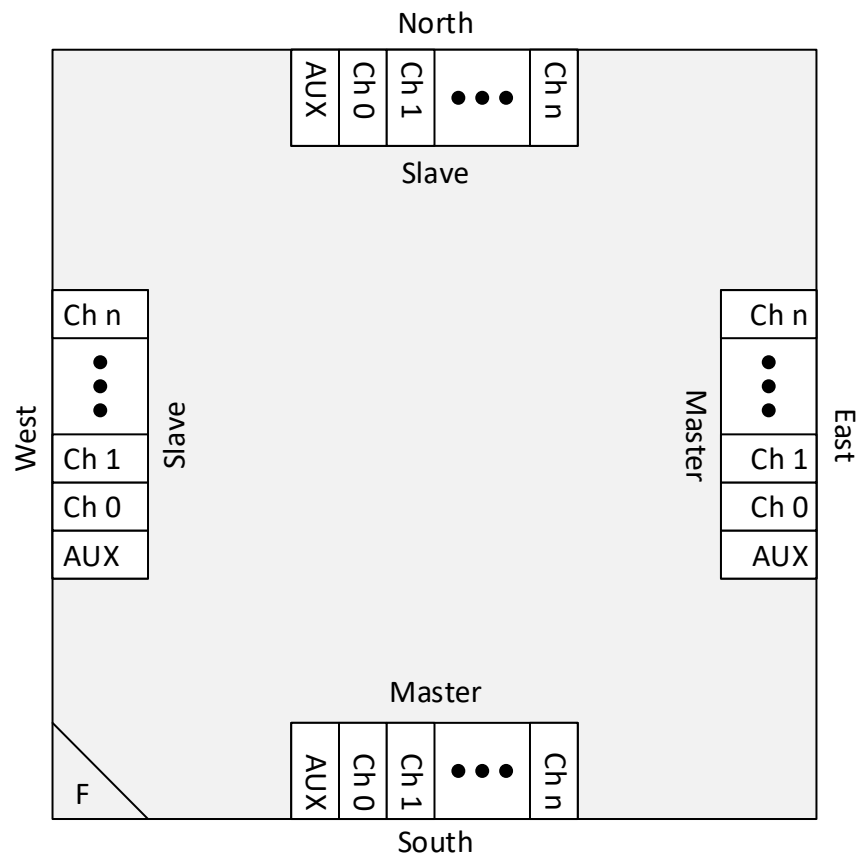 North
AUX
Ch 0
Ch 1
Ch n
Slave
West
Ch n
Ch 1
Ch 0
AUX
Slave
Master
Ch n
Ch 1
Ch 0
AUX
East
Master
AUX
Ch 0
Ch 1
Ch n
F
South